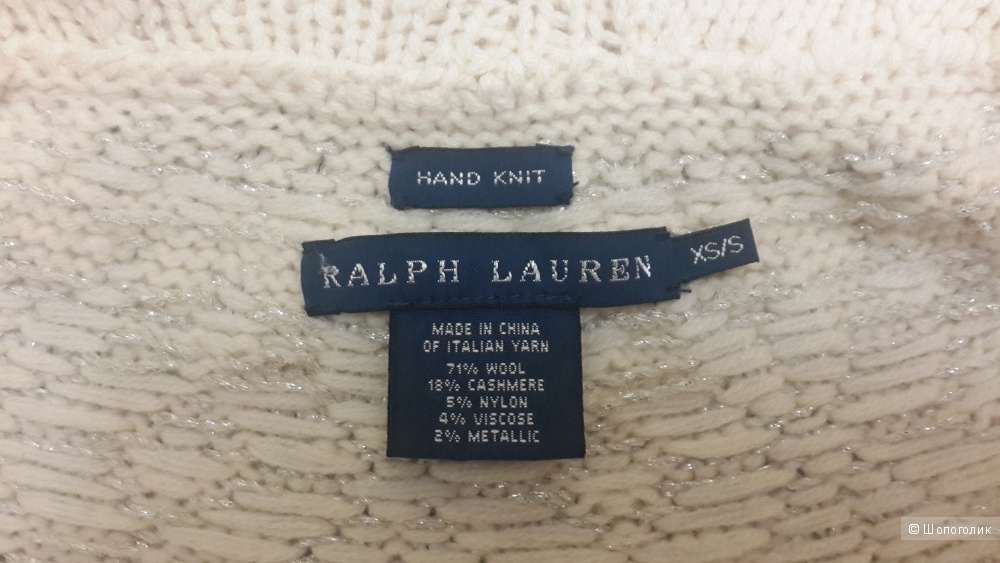 HAND KNIT
RALPH LAUREN
XS/S
MADE IN CHINA
OF ITALIAN YARN
71% WOOL
18% CASHMERE
5% NYLON
4% VISCOSE
2% METALLIC
© Шопоголик